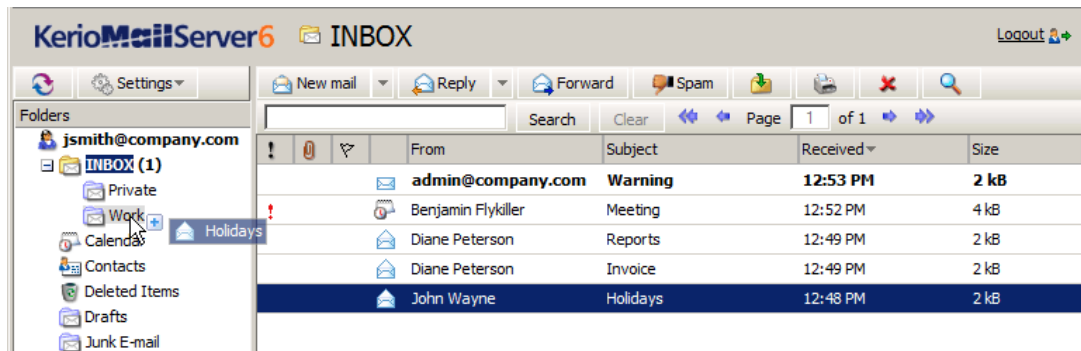 KerioMailServer6 INBOX Logout
Settings New mail Reply Forward Spam
Folders Search Clear Page 1 of 1
jsmith@company.com ! From Subject Received Size
INBOX (1)
Private admin@company.com Warning 12:53 PM 2 kB
Work Holidays ! Benjamin Flykiller Meeting 12:52 PM 4 kB
Calendar Diane Peterson Reports 12:49 PM 2 kB
Contacts Diane Peterson Invoice 12:49 PM 2 kB
Deleted Items John Wayne Holidays 12:48 PM 2 kB
Drafts
Junk E-mail